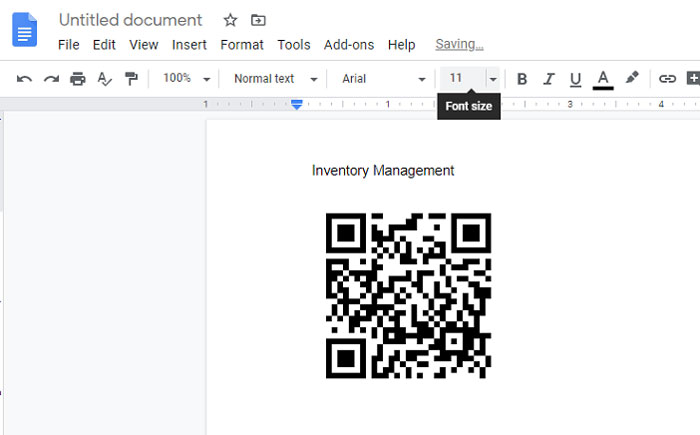 Untitled document
File Edit View Insert Format Tools Add-ons Help Saving...
100% Normal text Arial 11 B I U A
Font size
1 1 3 4
Inventory Management